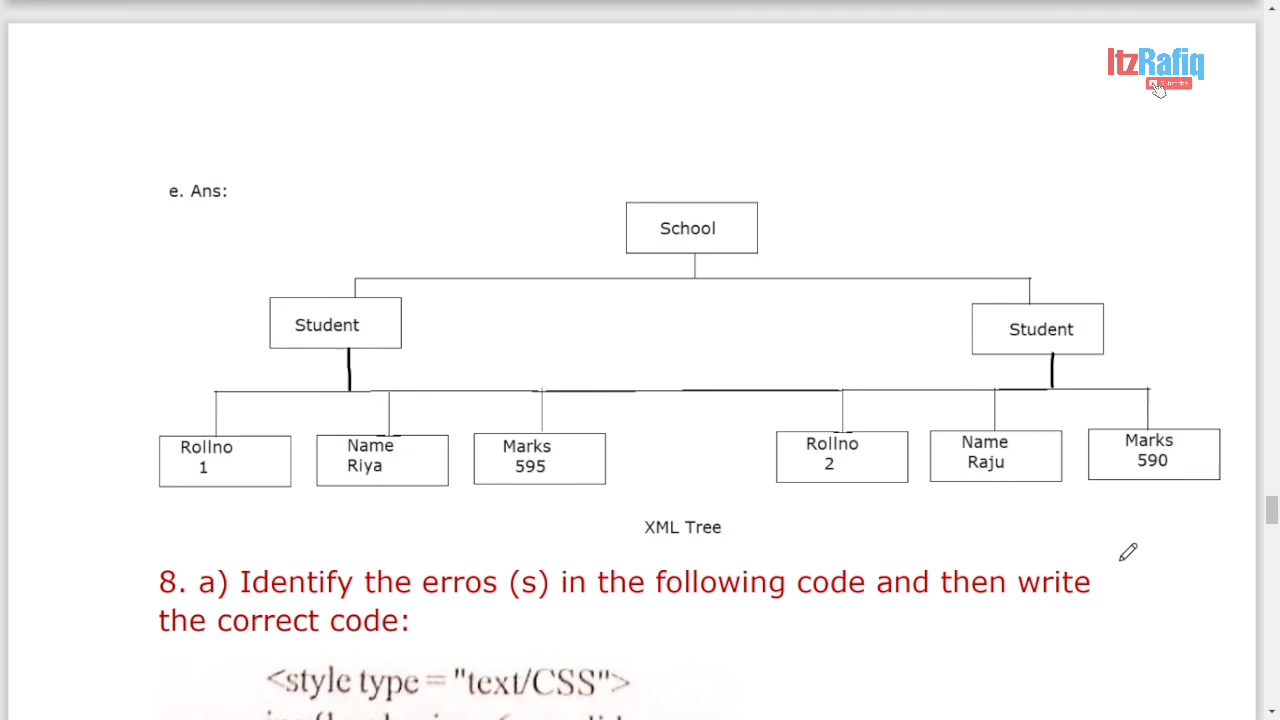 ItzRafiq
Subscribe
e. Ans:
School
Student
Student
Rollno
1
Name
Riya
Marks
595
Rollno
2
Name
Raju
Marks
590
XML Tree
8. a) Identify the erros (s) in the following code and then write
the correct code:
<style type = "text/CSS">